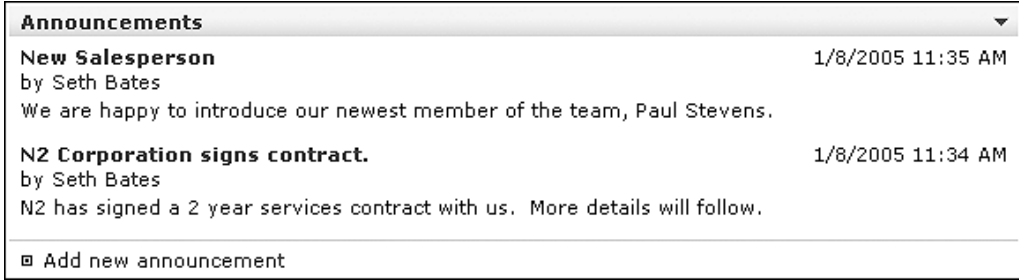 Announcements
New Salesperson 1/8/2005 11:35 AM
by Seth Bates
We are happy to introduce our newest member of the team, Paul Stevens.
N2 Corporation signs contract. 1/8/2005 11:34 AM
by Seth Bates
N2 has signed a 2 year services contract with us.  More details will follow.
Add new announcement